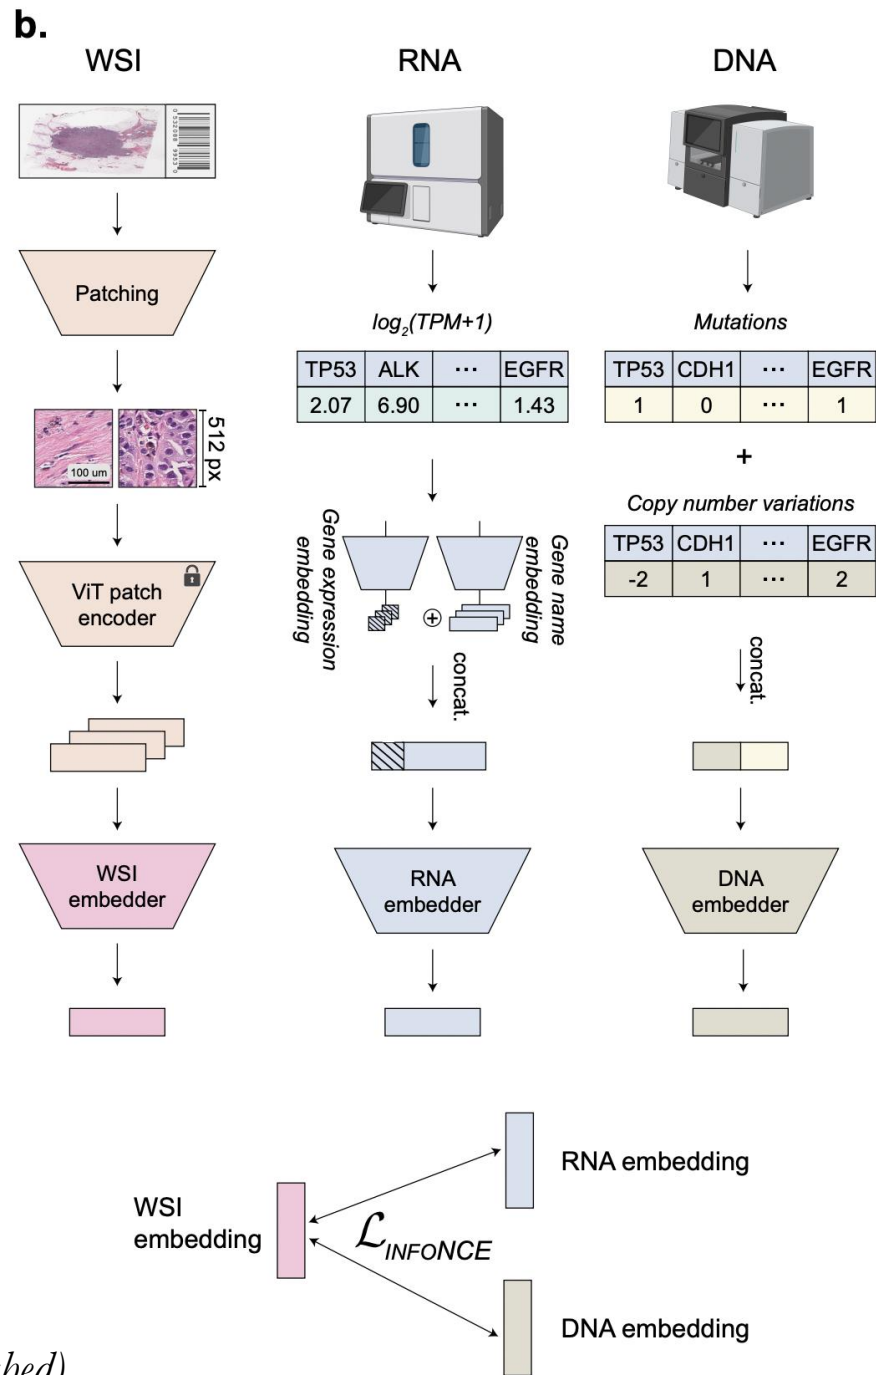 b.
WSI
RNA
DNA
Patching
512 px
100 um
ViT patch
encoder
WSI
embedder
log2(TPM+1)
TP53 ALK ... EGFR
2.07 6.90 ... 1.43
Gene expression
embedding
Gene name
embedding
concat.
RNA
embedder
Mutations
TP53 CDH1 ... EGFR
1 0 ... 1
+
Copy number variations
TP53 CDH1 ... EGFR
-2 1 ... 2
concat.
DNA
embedder
WSI
embedding
ℒINFONCE
RNA embedding
DNA embedding